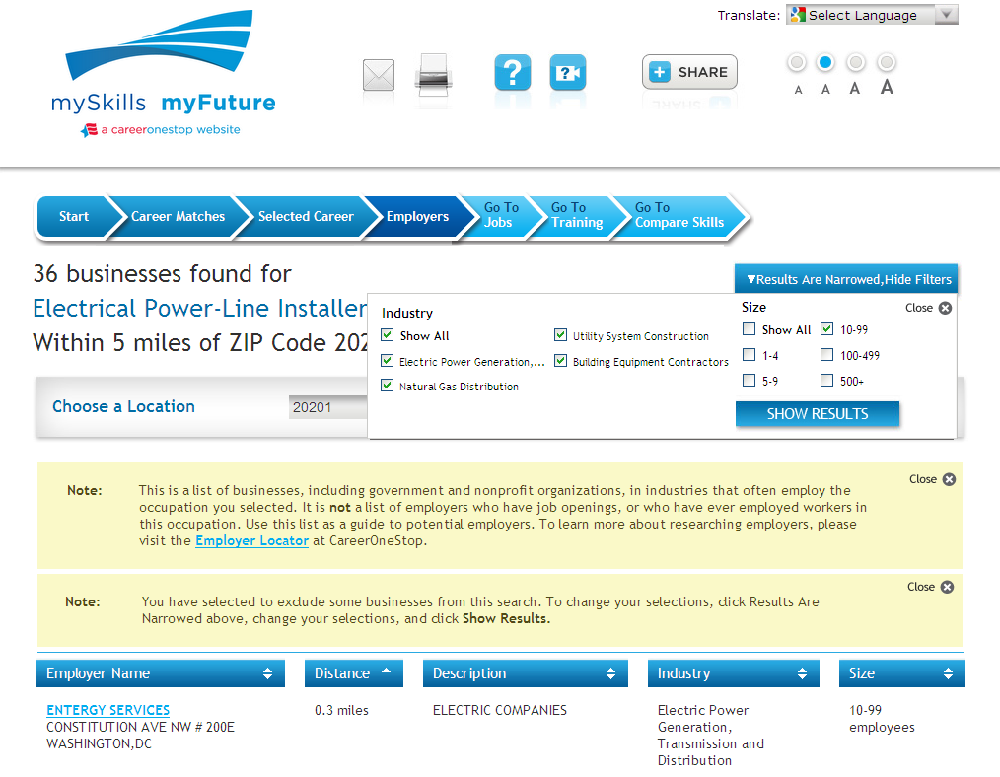 Translate: Select Language
mySkills myFuture
a careeronestop website
?
?
SHARE
A A A A
Start Career Matches Selected Career Employers Go To Jobs Go To Training Go To Compare Skills
36 businesses found for
Electrical Power-Line Installer
Within 5 miles of ZIP Code
▼Results Are Narrowed,Hide Filters
Industry
Show All Utility System Construction
Electric Power Generation,... Building Equipment Contractors
Natural Gas Distribution
Size Close
Show All 10-99
1-4 100-499
5-9 500+
SHOW RESULTS
Choose a Location 20201
Note: This is a list of businesses, including government and nonprofit organizations, in industries that often employ the Close
occupation you selected. It is not a list of employers who have job openings, or who have ever employed workers in
this occupation. Use this list as a guide to potential employers. To learn more about researching employers, please
visit the Employer Locator at CareerOneStop.
Note: You have selected to exclude some businesses from this search. To change your selections, click Results Are Close
Narrowed above, change your selections, and click Show Results.
Employer Name Distance Description Industry Size
ENTERGY SERVICES 0.3 miles ELECTRIC COMPANIES Electric Power 10-99
CONSTITUTION AVE NW # 200E Generation, employees
WASHINGTON,DC Transmission and
Distribution